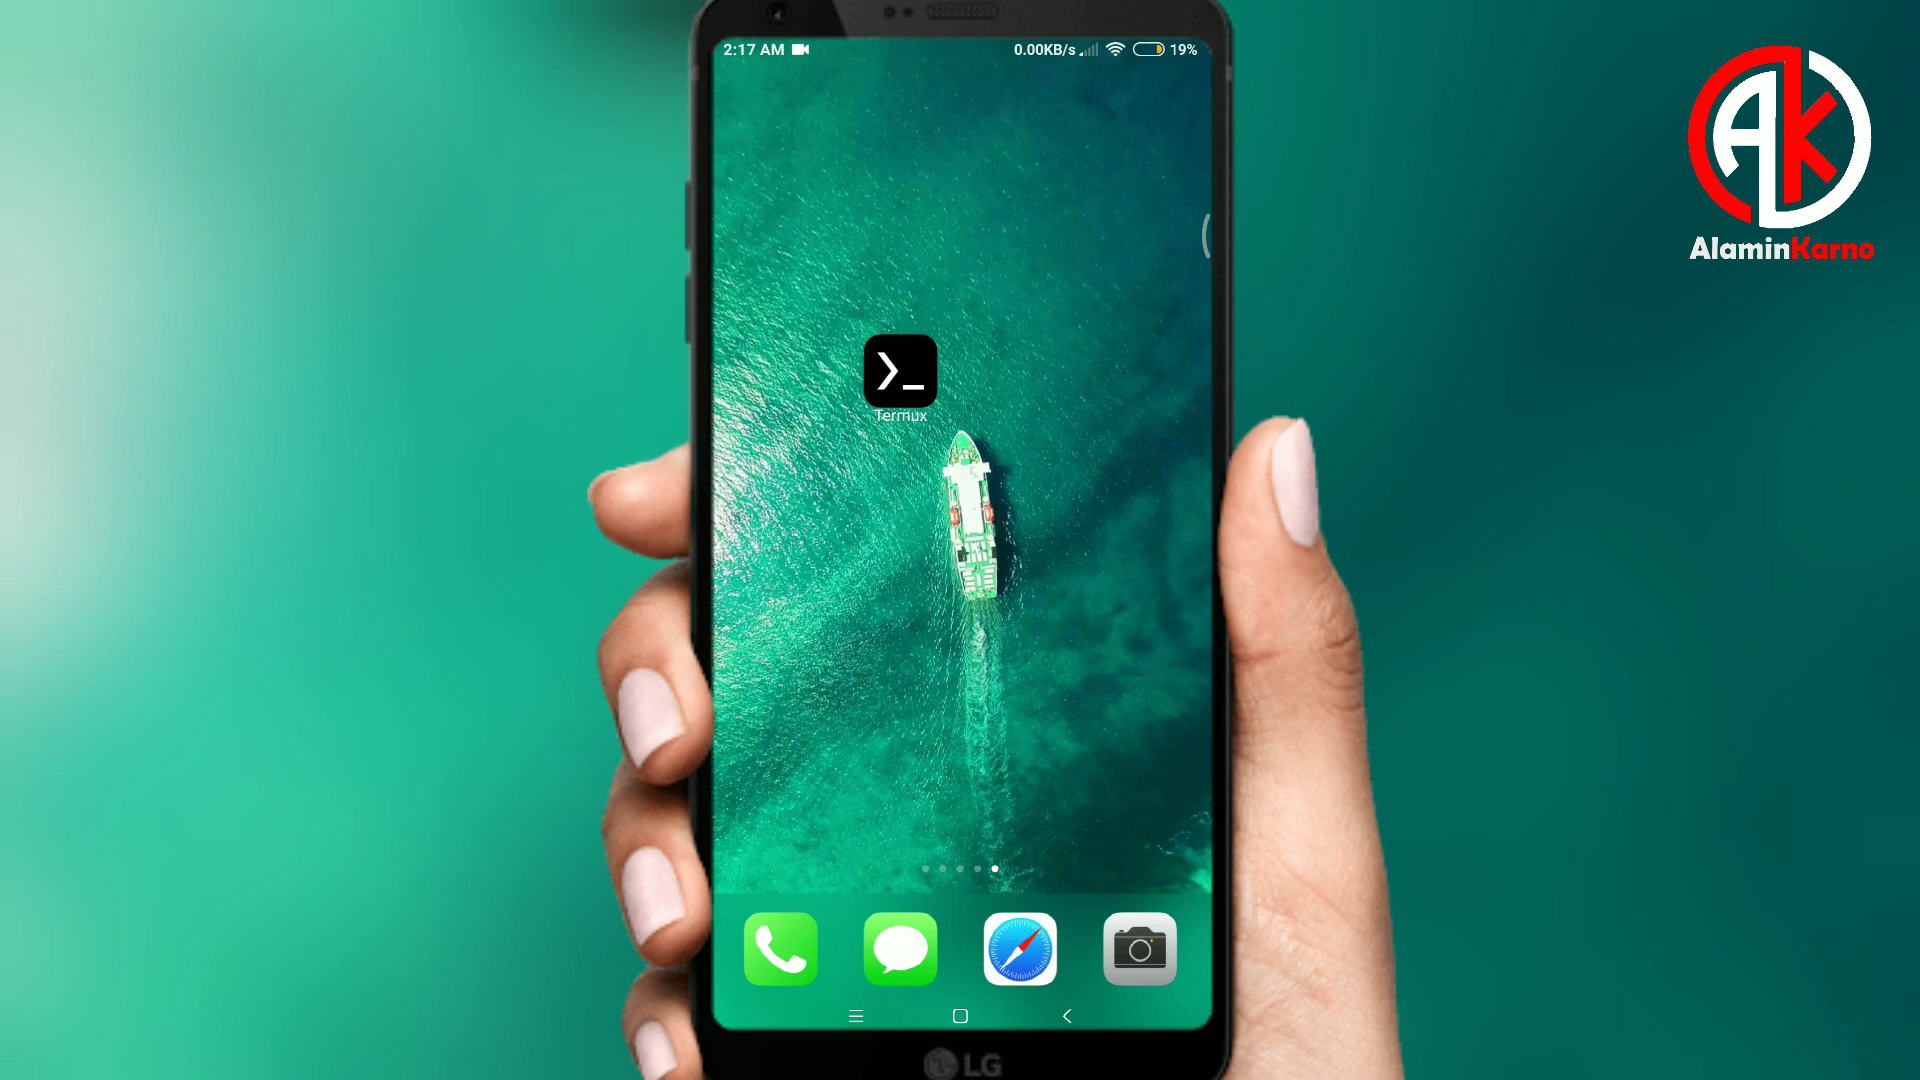 2:17 AM
0.00KB/s
19%
AK
AlaminKarno
Termux
LG